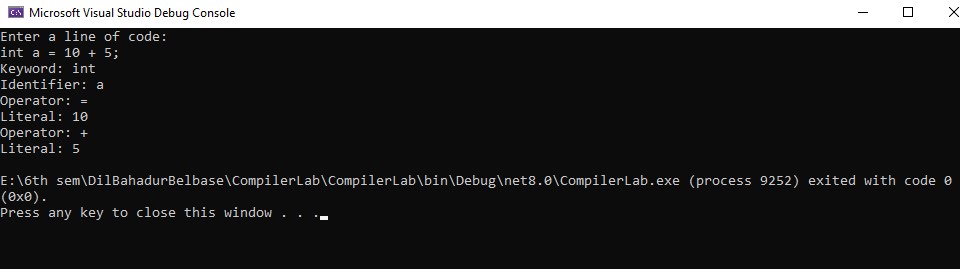 Microsoft Visual Studio Debug Console
Enter a line of code:
int a = 10 + 5;
Keyword: int
Identifier: a
Operator: =
Literal: 10
Operator: +
Literal: 5
E:\6th sem\DilBahadurBelbase\CompilerLab\CompilerLab\bin\Debug\net8.0\CompilerLab.exe (process 9252) exited with code 0
(0x0).
Press any key to close this window . . .